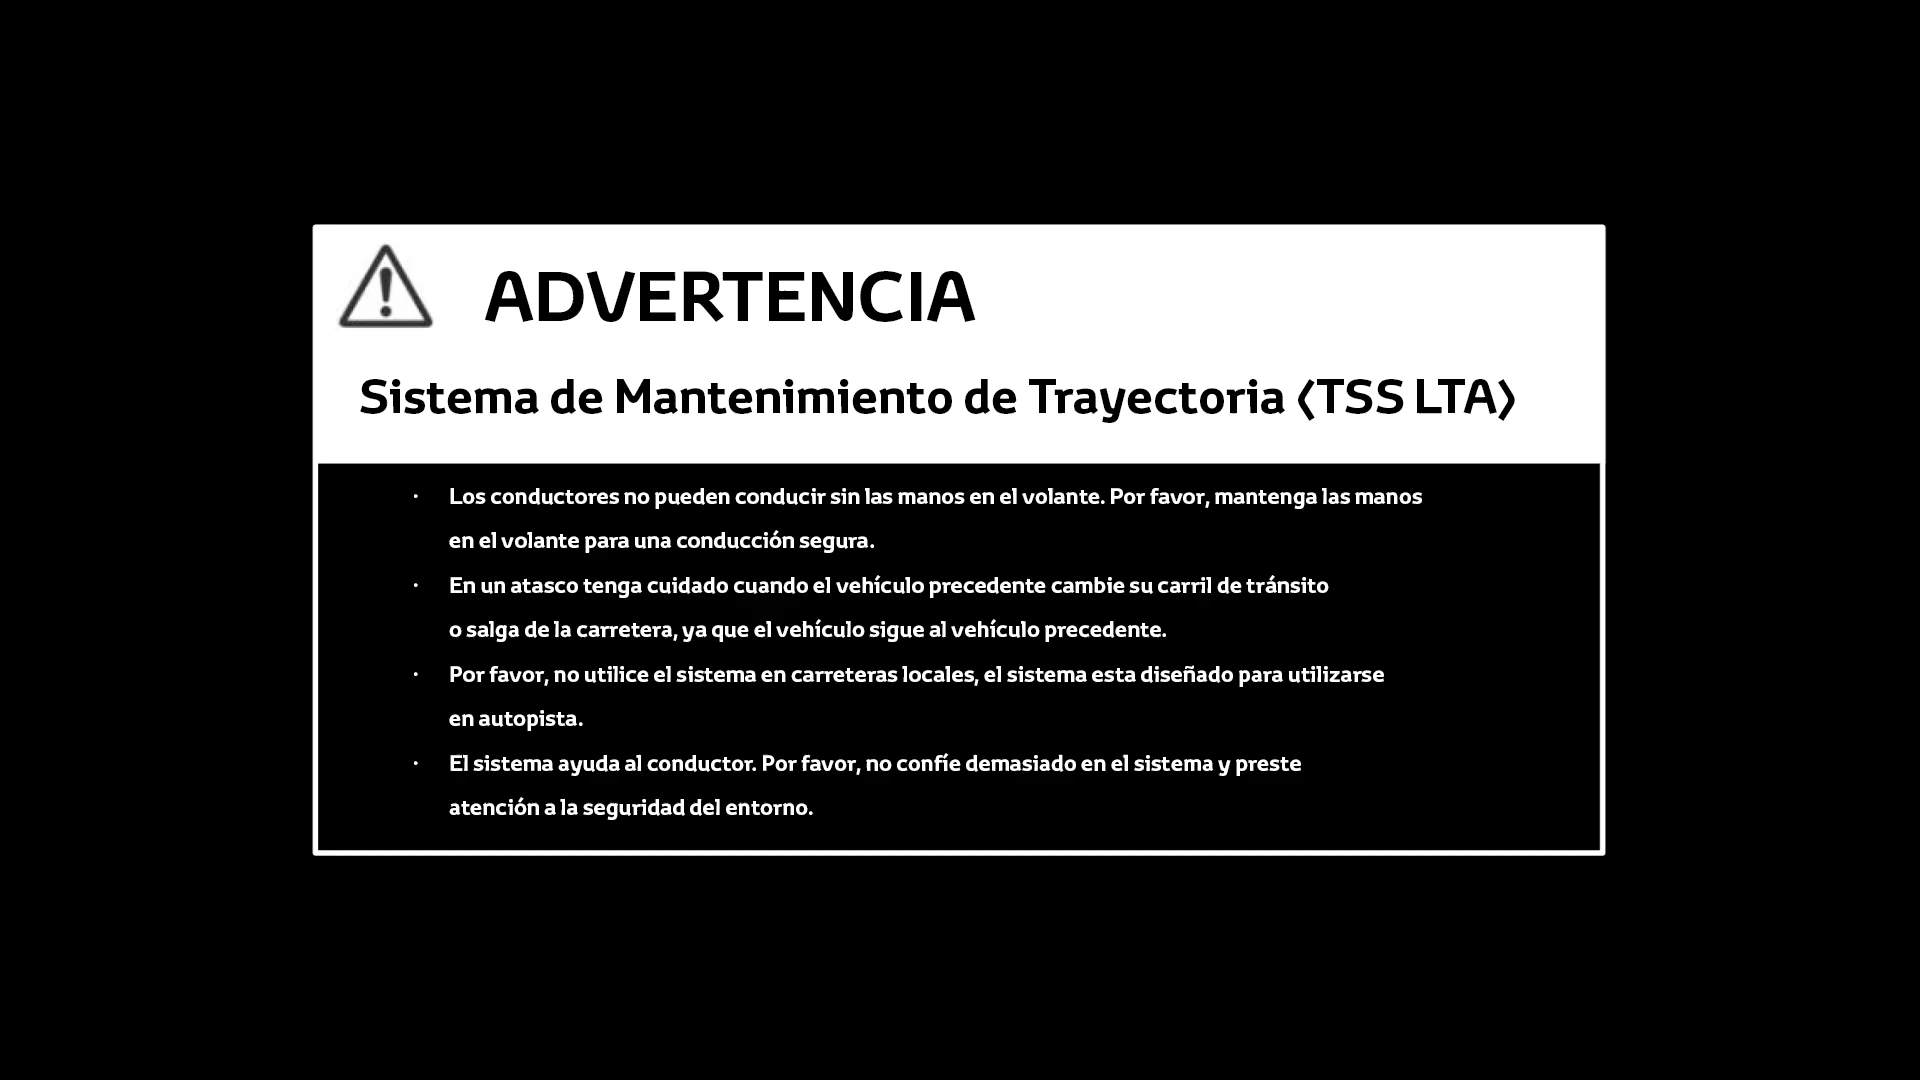 ADVERTENCIA
Sistema de Mantenimiento de Trayectoria (TSS LTA)
· Los conductores no pueden conducir sin las manos en el volante. Por favor, mantenga las manos
en el volante para una conducción segura.
· En un atasco tenga cuidado cuando el vehículo precedente cambie su carril de tránsito
o salga de la carretera, ya que el vehículo sigue al vehículo precedente.
· Por favor, no utilice el sistema en carreteras locales, el sistema esta diseñado para utilizarse
en autopista.
· El sistema ayuda al conductor. Por favor, no confíe demasiado en el sistema y preste
atención a la seguridad del entorno.